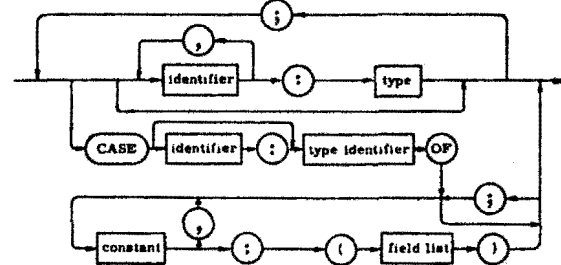 ;
,
identifier : type
CASE identifier : type identifier OF
;
,
constant : ( field list )